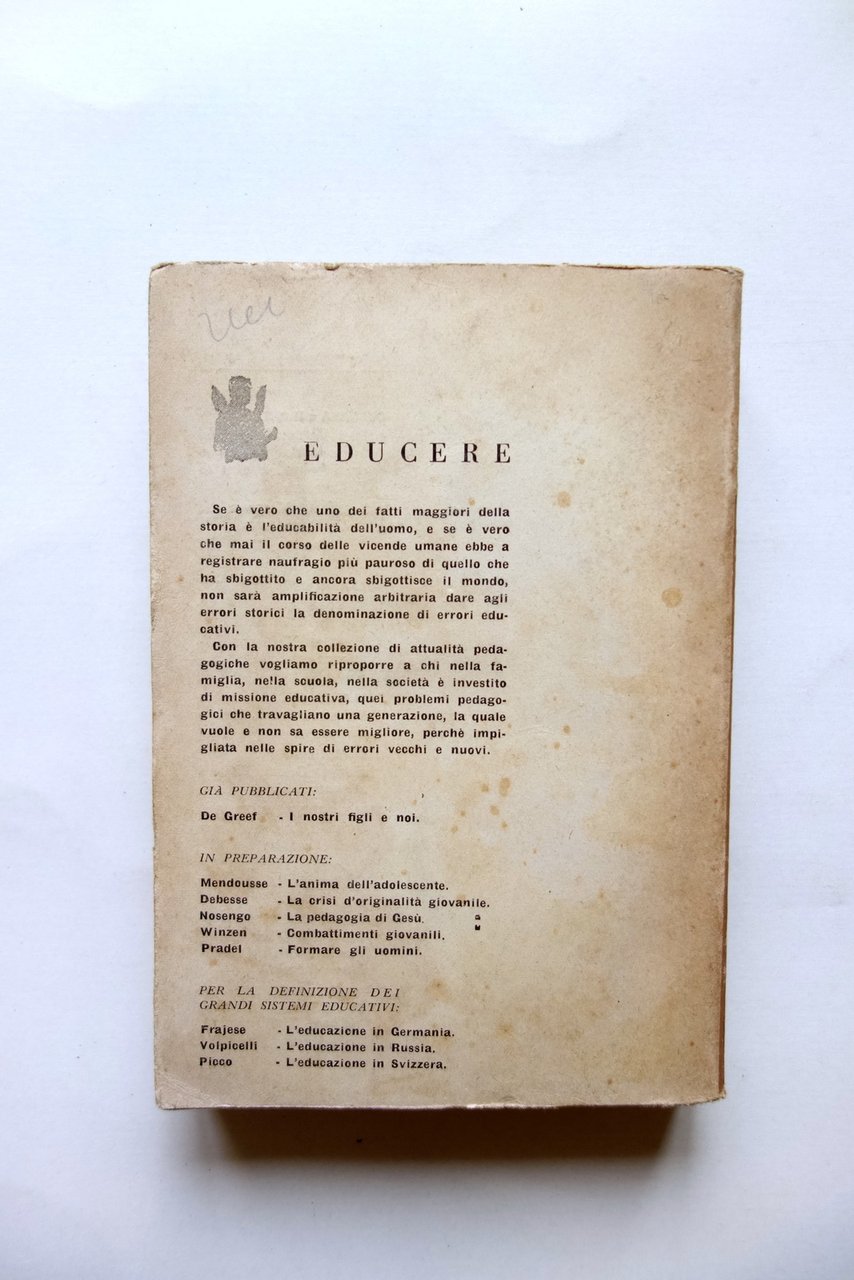 EDUCERE
Se è vero che uno dei fatti maggiori della
storia è l'educabilità dell'uomo, e se è vero
che mai il corso delle vicende umane ebbe a
registrare naufragio più pauroso di quello che
ha sbigottito e ancora sbigottisce il mondo,
non sarà amplificazione arbitraria dare agli
errori storici la denominazione di errori edu-
cativi.
Con la nostra collezione di attualità peda-
gogiche vogliamo riproporre a chi nella fa-
miglia, nella scuola, nella società è investito
di missione educativa, quei problemi pedago-
gici che travagliano una generazione, la quale
vuole e non sa essere migliore, perchè impi-
gliata nelle spire di errori vecchi e nuovi.
GIÀ PUBBLICATI:
De Greef - I nostri figli e noi.
IN PREPARAZIONE:
Mendousse - L'anima dell'adolescente.
Debesse - La crisi d'originalità giovanile.
Nosengo - La pedagogia di Gesù.
Winzen - Combattimenti giovanili.
Pradel - Formare gli uomini.
PER LA DEFINIZIONE DEI
GRANDI SISTEMI EDUCATIVI:
Frajese - L'educazione in Germania.
Volpicelli - L'educazione in Russia.
Picco - L'educazione in Svizzera.